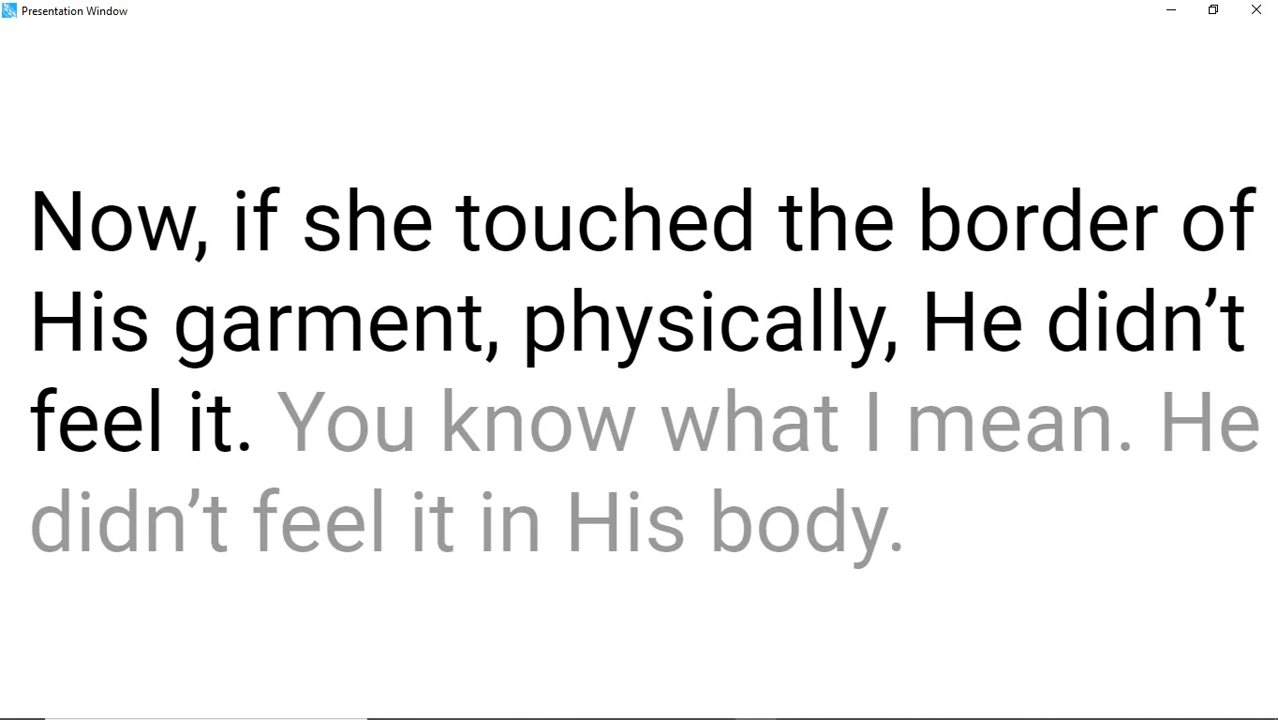 Presentation Window
Now, if she touched the border of
His garment, physically, He didn’t
feel it. You know what I mean. He
didn’t feel it in His body.